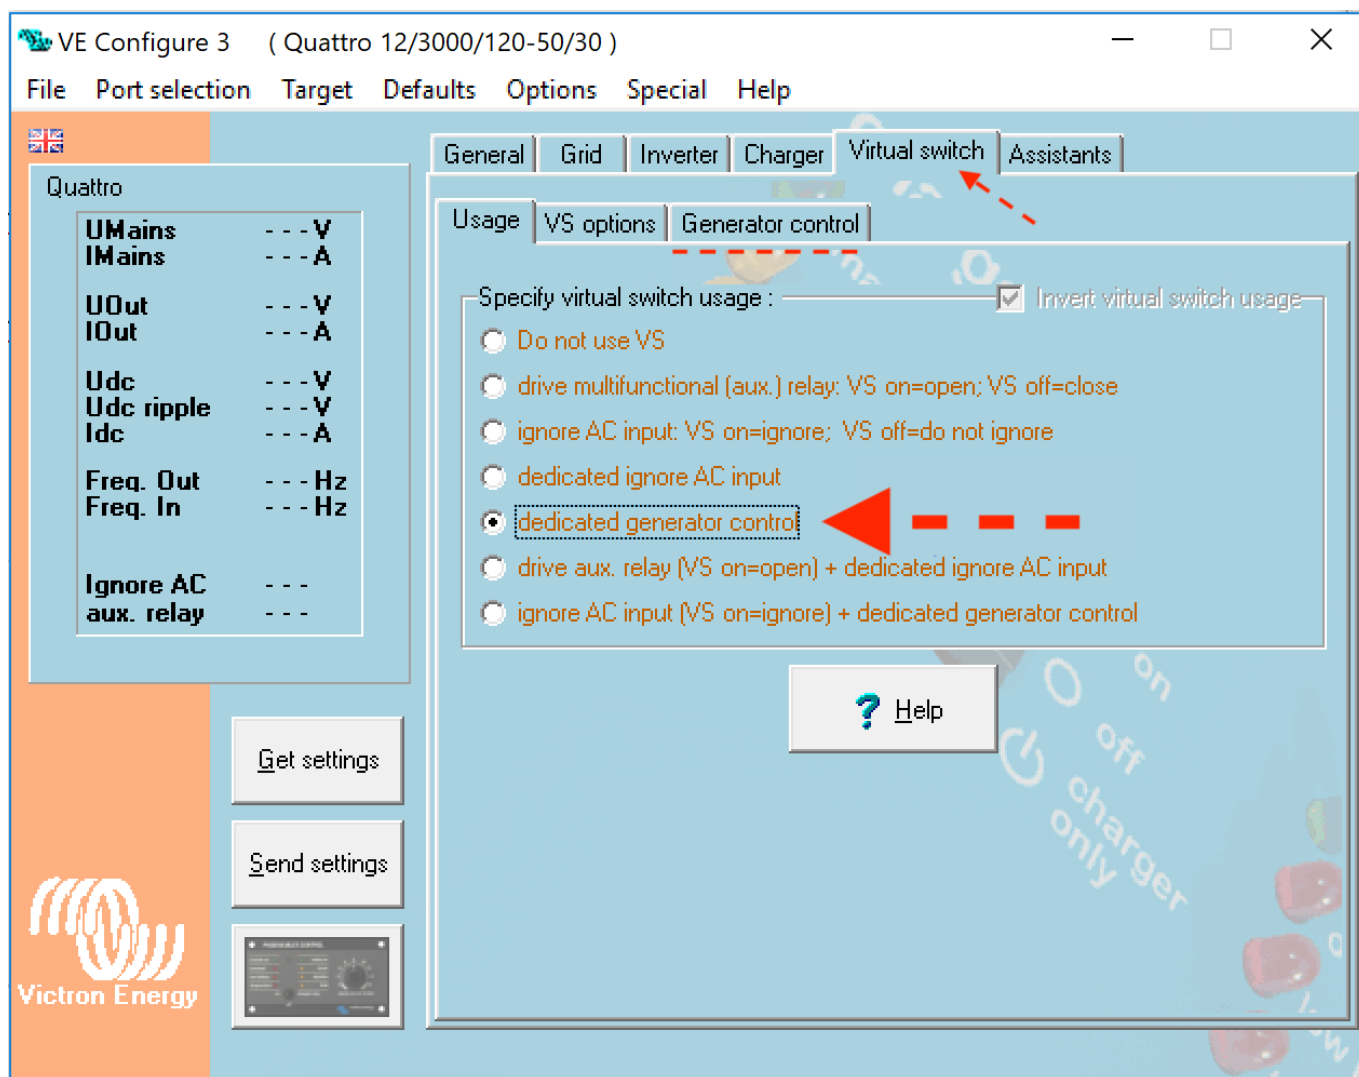 VE Configure 3 ( Quattro 12/3000/120-50/30 )
File Port selection Target Defaults Options Special Help
General Grid Inverter Charger Virtual switch Assistants
Quattro
UMains ---V
IMains ---A
UOut ---V
IOut ---A
Udc ---V
Udc ripple ---V
Idc ---A
Freq. Out ---Hz
Freq. In ---Hz
Ignore AC ---
aux. relay ---
Usage VS options Generator control
Specify virtual switch usage : Invert virtual switch usage
Do not use VS
drive multifunctional (aux.) relay: VS on=open; VS off=close
ignore AC input: VS on=ignore; VS off=do not ignore
dedicated ignore AC input
dedicated generator control
drive aux. relay (VS on=open) + dedicated ignore AC input
ignore AC input (VS on=ignore) + dedicated generator control
? Help
Get settings
Send settings
Victron Energy
on
off
charger
only